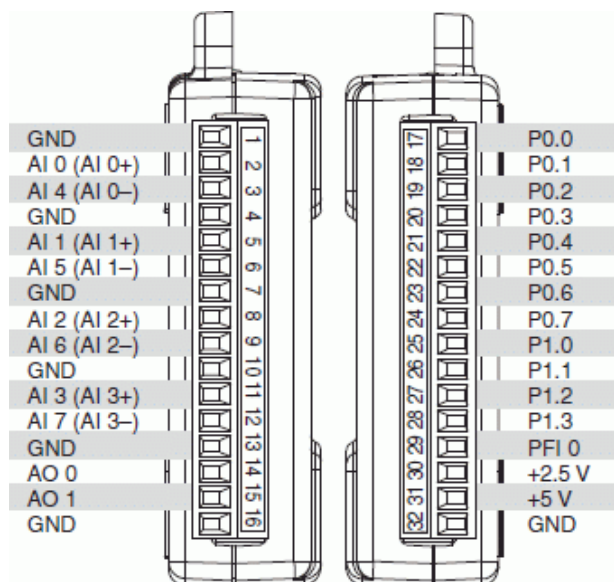 GND 1
AI 0 (AI 0+) 2
AI 4 (AI 0–) 3
GND 4
AI 1 (AI 1+) 5
AI 5 (AI 1–) 6
GND 7
AI 2 (AI 2+) 8
AI 6 (AI 2–) 9
GND 10
AI 3 (AI 3+) 11
AI 7 (AI 3–) 12
GND 13
AO 0 14
AO 1 15
GND 16
17 P0.0
18 P0.1
19 P0.2
20 P0.3
21 P0.4
22 P0.5
23 P0.6
24 P0.7
25 P1.0
26 P1.1
27 P1.2
28 P1.3
29 PFI 0
30 +2.5 V
31 +5 V
32 GND